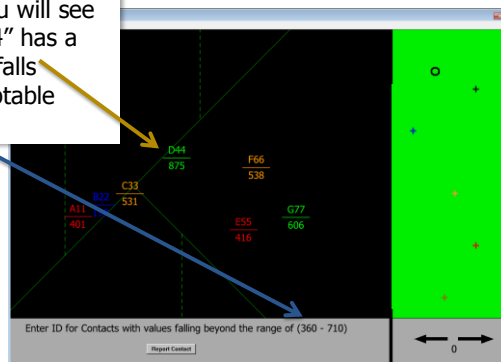 u will see
4” has a
falls
otable
D44
875
F66
538
C33
531
B22
A11
401
E55
416
G77
606
Enter ID for Contacts with values falling beyond the range of (360 - 710)
Report Contact
0